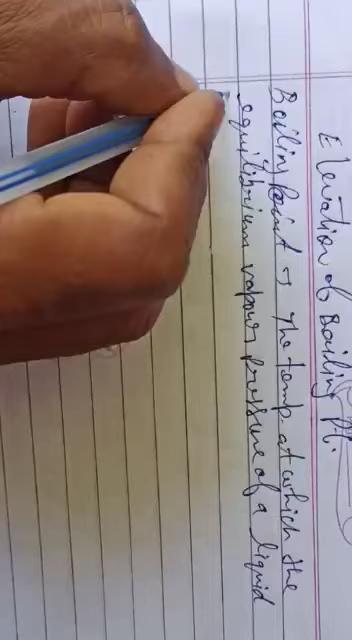 Elevation of Boiling Pt.
Boiling Point → The temp. at which the
equilibrium vapour pressure of a liquid